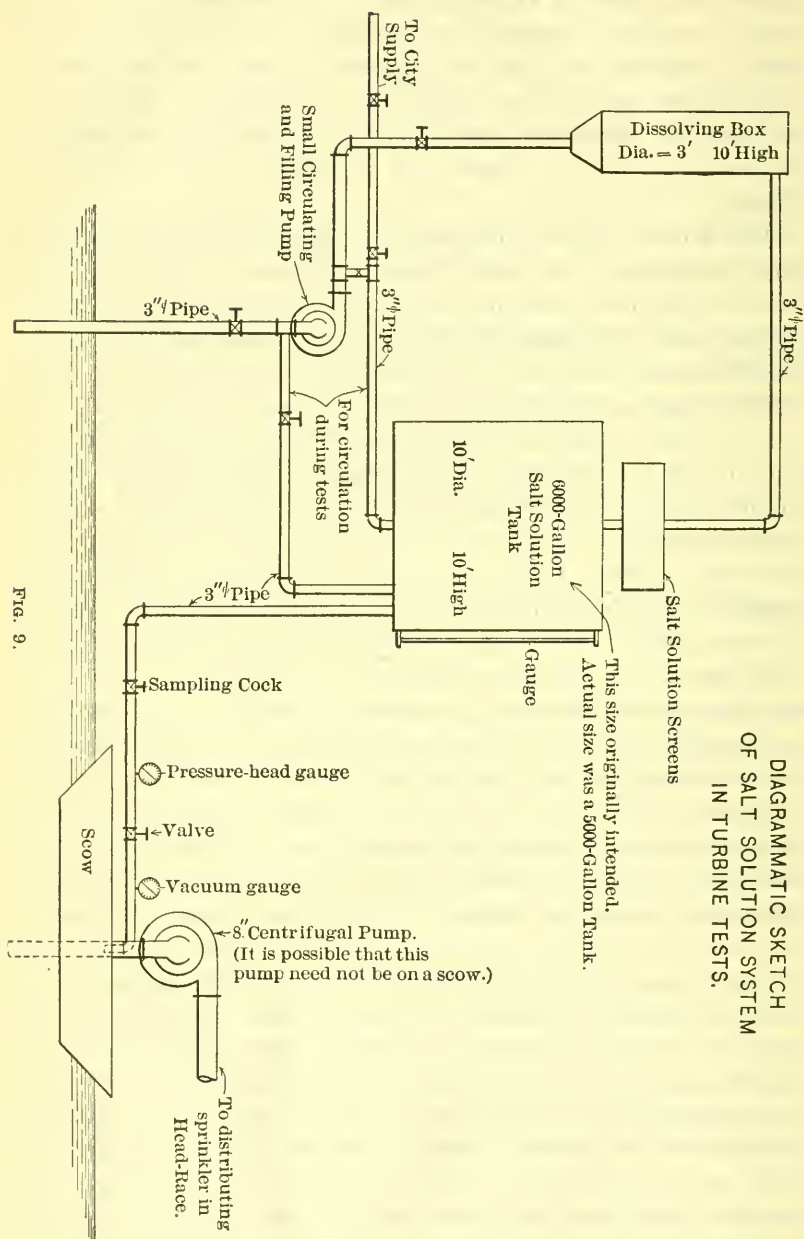 DIAGRAMMATIC SKETCH
OF SALT SOLUTION SYSTEM
IN TURBINE TESTS.
To City
Supply.
Dissolving Box
Dia. = 3' 10' High
Small Circulating
and Filling Pump
3" Pipe
3" Pipe
3" Pipe
For circulation
during tests
6000-Gallon
Salt Solution
Tank
10' Dia. 10' High
Salt Solution Screens
This size originally intended.
Actual size was a 5000-Gallon Tank.
Gauge
3" Pipe
Sampling Cock
Pressure-head gauge
Valve
Vacuum gauge
8" Centrifugal Pump.
(It is possible that this
pump need not be on a scow.)
Scow
To distributing
sprinkler in
Head-Race.
FIG. 9.